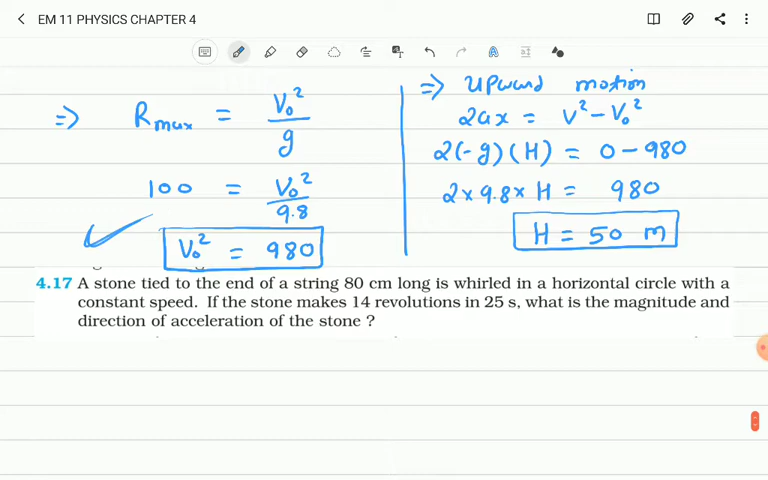 EM 11 PHYSICS CHAPTER 4
⇒ Rmax = V₀²/g
100 = V₀²/9.8
V₀² = 980
⇒ Upward motion
2ax = V² − V₀²
2(−g)(H) = 0 − 980
2 × 9.8 × H = 980
H = 50 m
4.17 A stone tied to the end of a string 80 cm long is whirled in a horizontal circle with a
constant speed. If the stone makes 14 revolutions in 25 s, what is the magnitude and
direction of acceleration of the stone ?